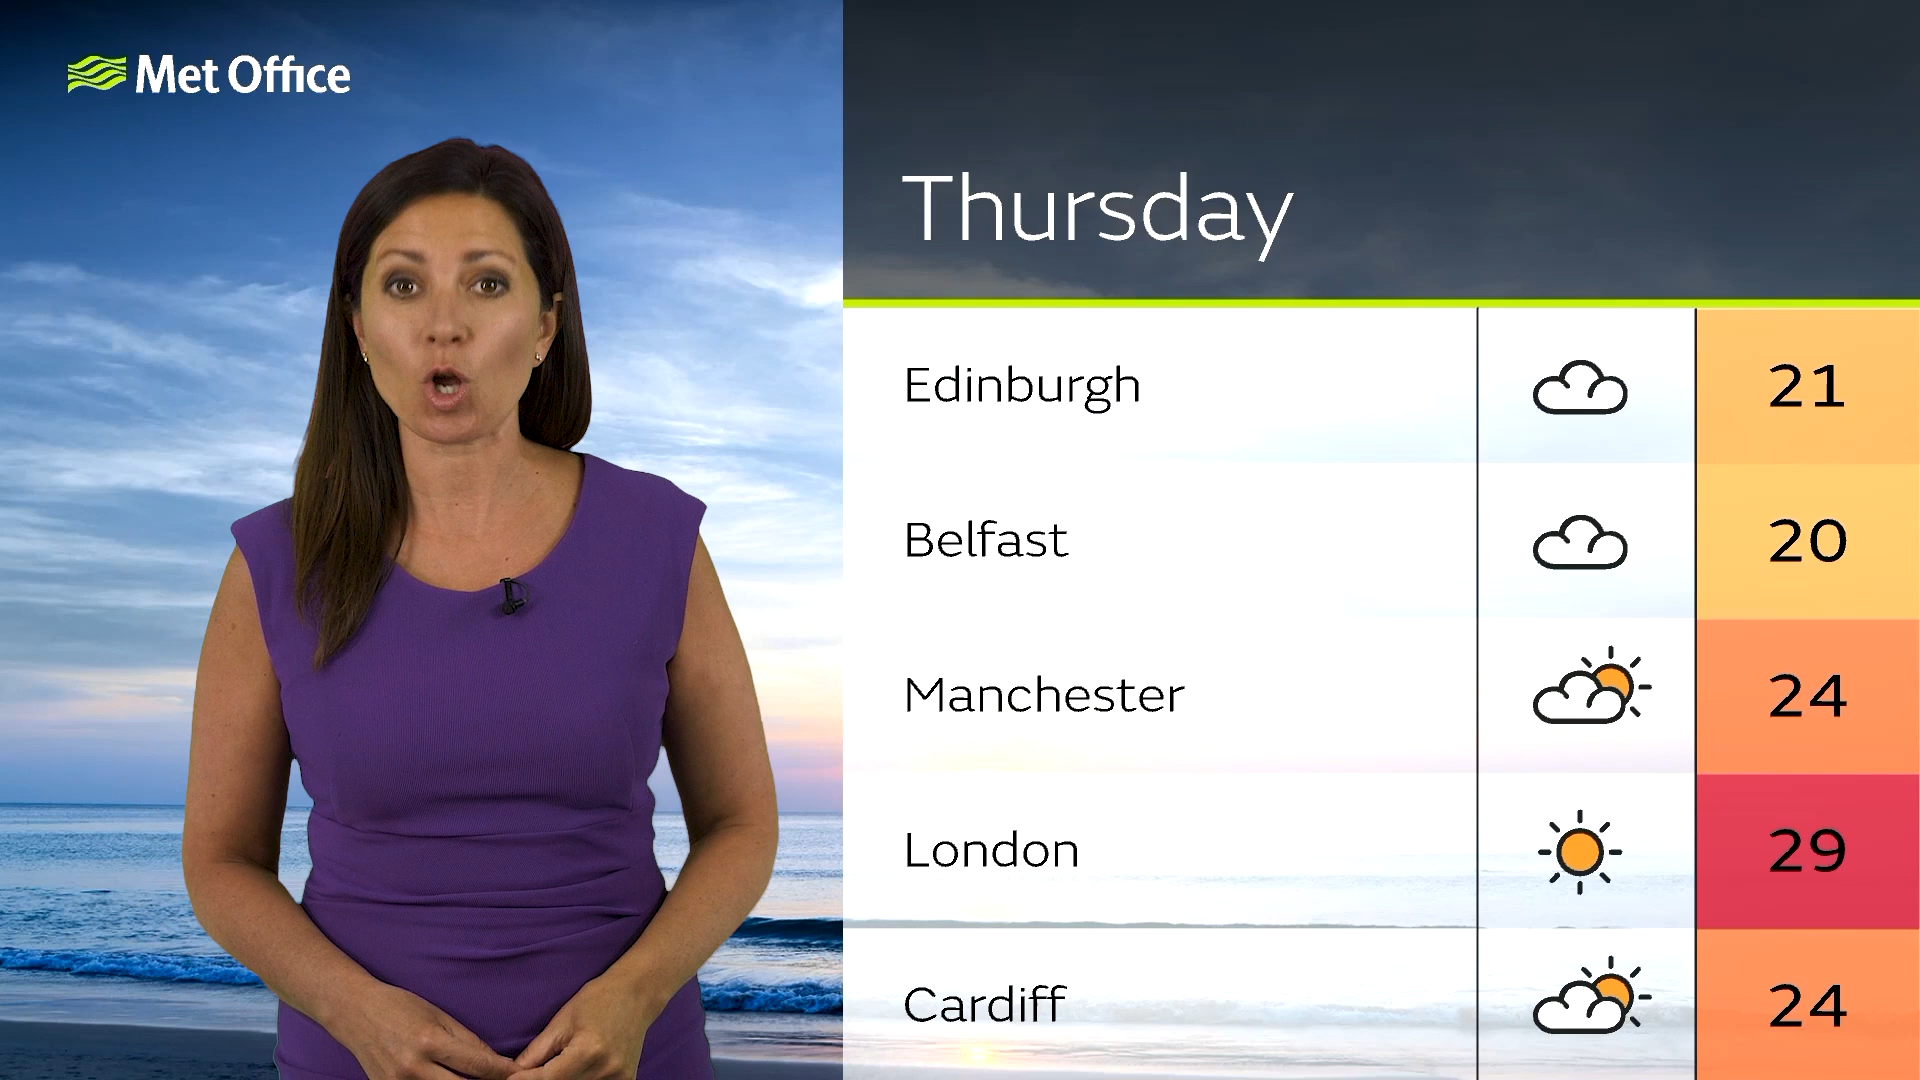 Met Office
Thursday
Edinburgh 21
Belfast 20
Manchester 24
London 29
Cardiff 24